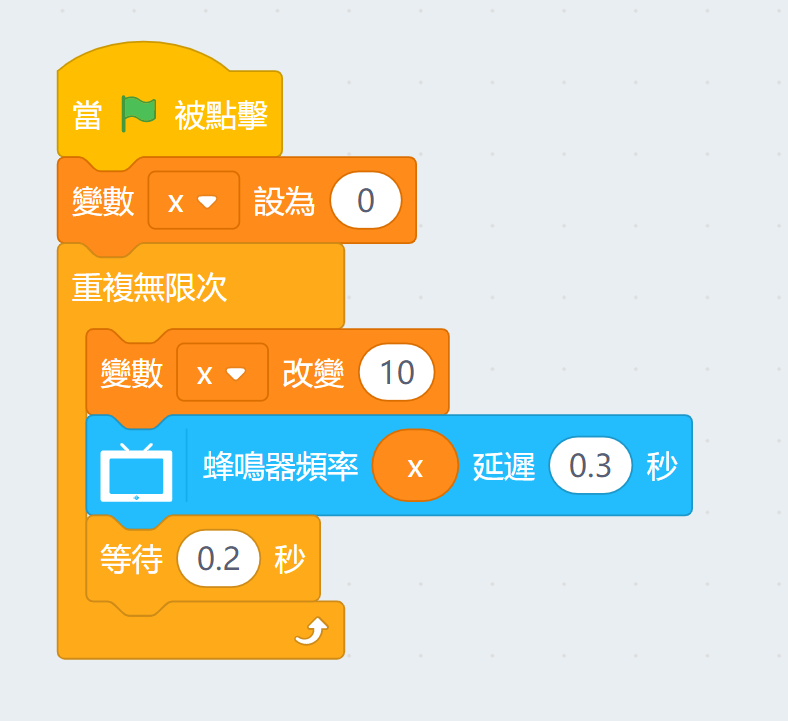 當 被點擊
變數 x 設為 0
重複無限次
變數 x 改變 10
蜂鳴器頻率 x 延遲 0.3 秒
等待 0.2 秒